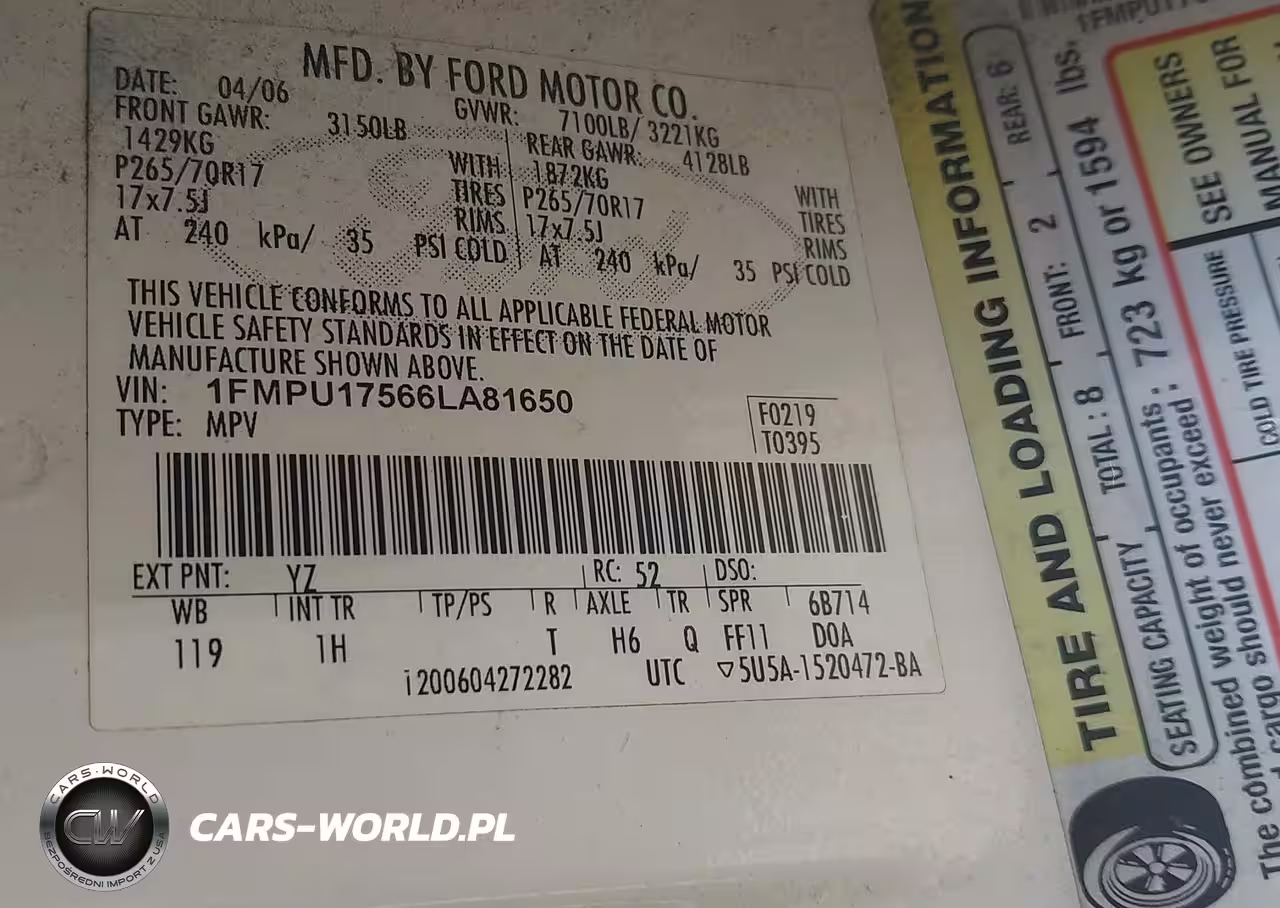 MFD. BY FORD MOTOR CO.
DATE: 04/06 GVWR: 7100LB/ 3221KG
FRONT GAWR: 3150LB REAR GAWR: 4128LB
1429KG WITH 1872KG WITH
P265/70R17 TIRES P265/70R17 TIRES
17x7.5J RIMS 17x7.5J RIMS
AT 240 kPa/ 35 PSI COLD AT 240 kPa/ 35 PSI COLD
THIS VEHICLE CONFORMS TO ALL APPLICABLE FEDERAL MOTOR
VEHICLE SAFETY STANDARDS IN EFFECT ON THE DATE OF
MANUFACTURE SHOWN ABOVE.
VIN: 1FMPU17566LA81650
TYPE: MPV
F0219
T0395
EXT PNT: YZ RC: 52 DSO:
WB INT TR TP/PS R AXLE TR SPR 6B714
119 1H T H6 Q FF11 DOA
i200604272282 UTC ▽5U5A-1520472-BA
TIRE AND LOADING INFORMATION
SEATING CAPACITY TOTAL: 8 FRONT: 2 REAR: 6
The combined weight of occupants
and cargo should never exceed: 723 kg or 1594 lbs.
COLD TIRE PRESSURE
SEE OWNERS
MANUAL FOR
CARS-WORLD
CW
BEZPOŚREDNI IMPORT Z USA
CARS-WORLD.PL